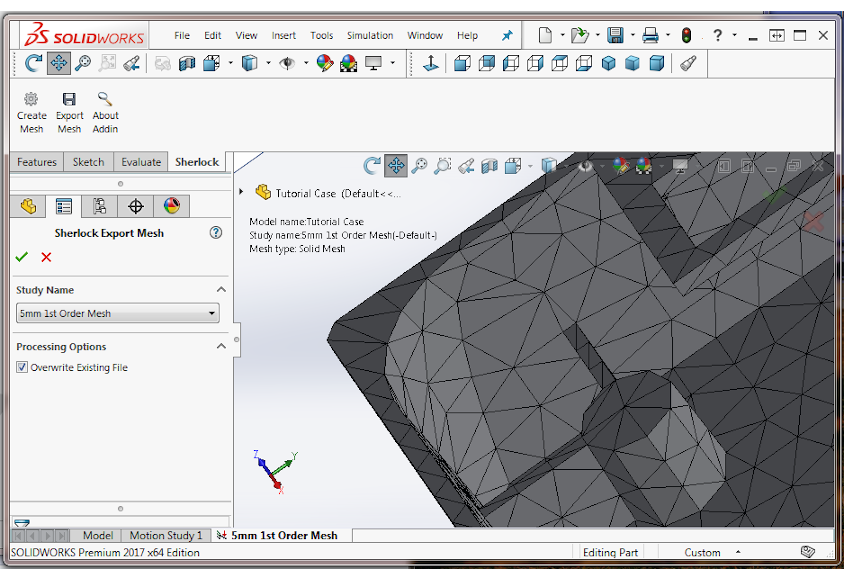 SOLIDWORKS File Edit View Insert Tools Simulation Window Help ?
Create Export About
Mesh Mesh Addin
Features Sketch Evaluate Sherlock
Sherlock Export Mesh
Study Name
5mm 1st Order Mesh
Processing Options
Overwrite Existing File
Tutorial Case (Default<<...
Model name:Tutorial Case
Study name:5mm 1st Order Mesh(-Default-)
Mesh type: Solid Mesh
Z
Y
X
Model Motion Study 1 5mm 1st Order Mesh
SOLIDWORKS Premium 2017 x64 Edition Editing Part Custom